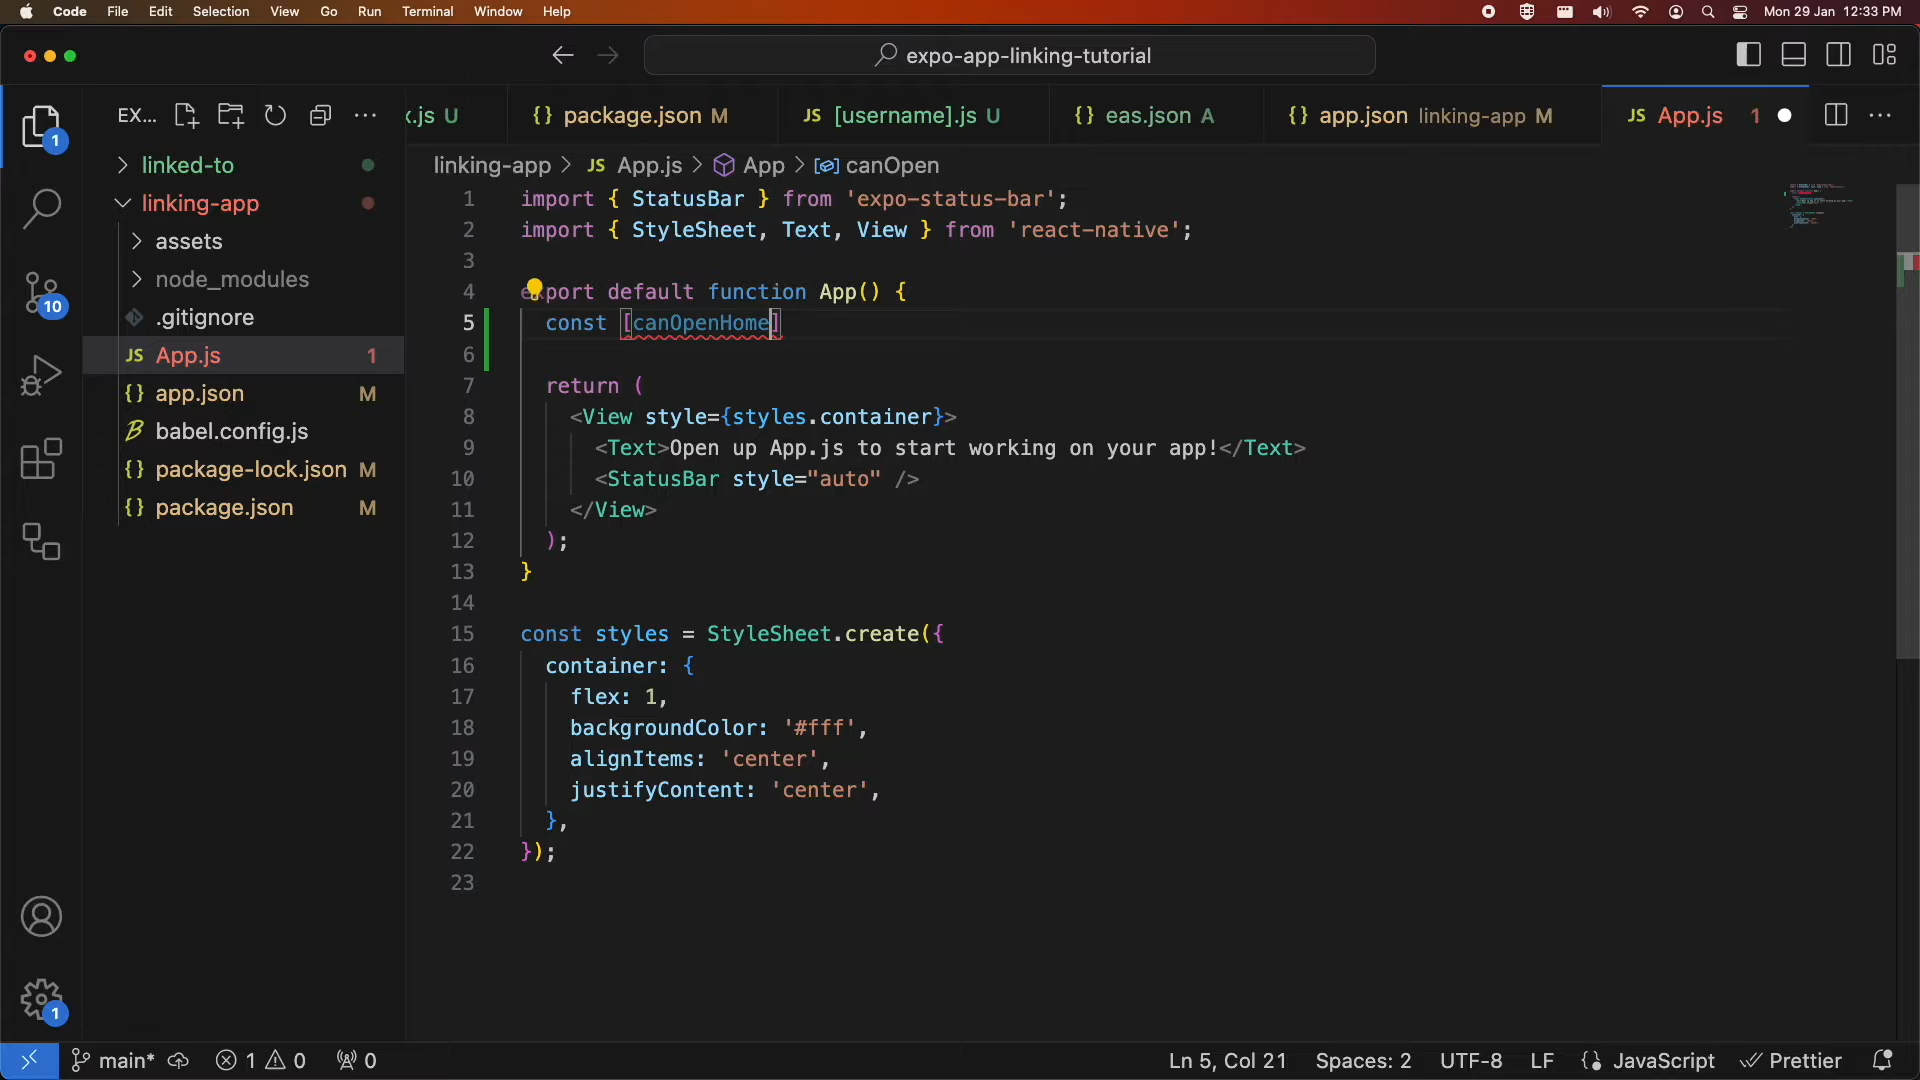 Code File Edit Selection View Go Run Terminal Window Help Mon 29 Jan 12:33 PM
expo-app-linking-tutorial
EX... x.js U {} package.json M JS [username].js U {} eas.json A {} app.json linking-app M JS App.js 1
linking-app > JS App.js > App > canOpen
linked-to
linking-app
assets
node_modules
.gitignore
JS App.js 1
{} app.json M
babel.config.js
{} package-lock.json M
{} package.json M
1
10
1
1 import { StatusBar } from 'expo-status-bar';
2 import { StyleSheet, Text, View } from 'react-native';
3
4 export default function App() {
5 const [canOpenHome]
6
7 return (
8 <View style={styles.container}>
9 <Text>Open up App.js to start working on your app!</Text>
10 <StatusBar style="auto" />
11 </View>
12 );
13 }
14
15 const styles = StyleSheet.create({
16 container: {
17 flex: 1,
18 backgroundColor: '#fff',
19 alignItems: 'center',
20 justifyContent: 'center',
21 },
22 });
23
main* 1 0 0 Ln 5, Col 21 Spaces: 2 UTF-8 LF JavaScript Prettier